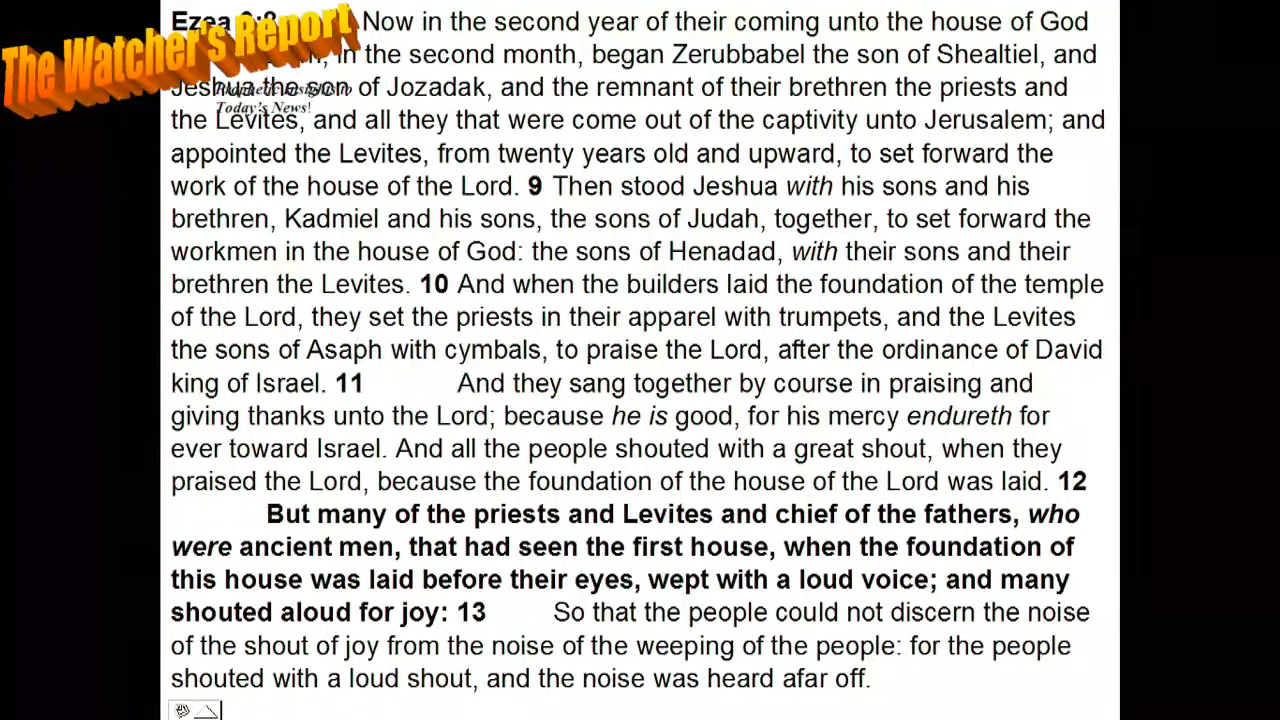 The Watcher's Report
Prophetic Insights to
Today's News!
Ezra 3:8 Now in the second year of their coming unto the house of God
in the second month, began Zerubbabel the son of Shealtiel, and
Jeshua the son of Jozadak, and the remnant of their brethren the priests and
the Levites, and all they that were come out of the captivity unto Jerusalem; and
appointed the Levites, from twenty years old and upward, to set forward the
work of the house of the Lord. 9 Then stood Jeshua with his sons and his
brethren, Kadmiel and his sons, the sons of Judah, together, to set forward the
workmen in the house of God: the sons of Henadad, with their sons and their
brethren the Levites. 10 And when the builders laid the foundation of the temple
of the Lord, they set the priests in their apparel with trumpets, and the Levites
the sons of Asaph with cymbals, to praise the Lord, after the ordinance of David
king of Israel. 11 And they sang together by course in praising and
giving thanks unto the Lord; because he is good, for his mercy endureth for
ever toward Israel. And all the people shouted with a great shout, when they
praised the Lord, because the foundation of the house of the Lord was laid. 12
But many of the priests and Levites and chief of the fathers, who
were ancient men, that had seen the first house, when the foundation of
this house was laid before their eyes, wept with a loud voice; and many
shouted aloud for joy: 13 So that the people could not discern the noise
of the shout of joy from the noise of the weeping of the people: for the people
shouted with a loud shout, and the noise was heard afar off.